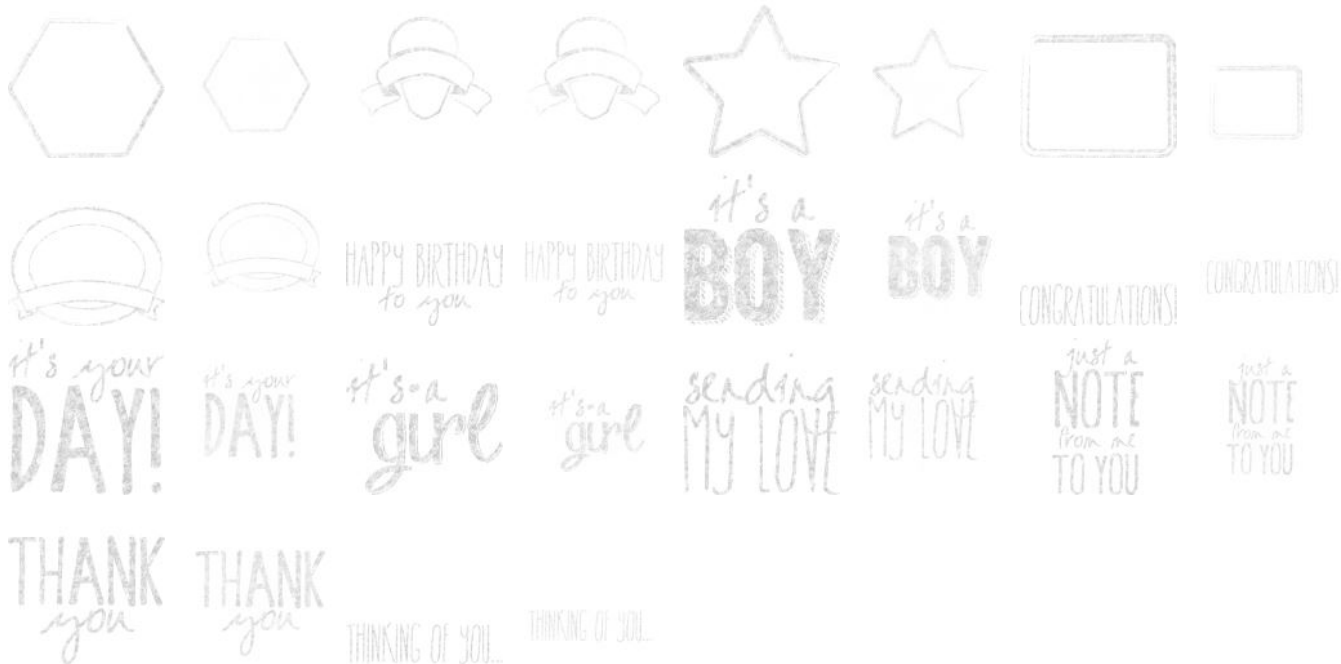 HAPPY BIRTHDAY
to you
HAPPY BIRTHDAY
to you
it's a
BOY
it's a
BOY
CONGRATULATIONS!
CONGRATULATIONS!
it's your
DAY!
it's your
DAY!
it's a
girl
it's a
girl
sending
MY LOVE
sending
MY LOVE
just a
NOTE
from me
TO YOU
just a
NOTE
from me
TO YOU
THANK
you
THANK
you
THINKING OF YOU...
THINKING OF YOU...